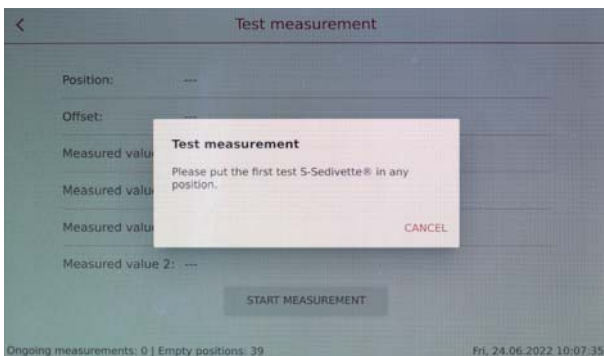 Test measurement
Position: ---
Offset: ---
Measured valu
Test measurement
Please put the first test S-Sedivette® in any
position.
Measured valu
Measured valu
CANCEL
Measured value 2: ---
START MEASUREMENT
Ongoing measurements: 0 | Empty positions: 39
Fri, 24.06.2022 10:07:35